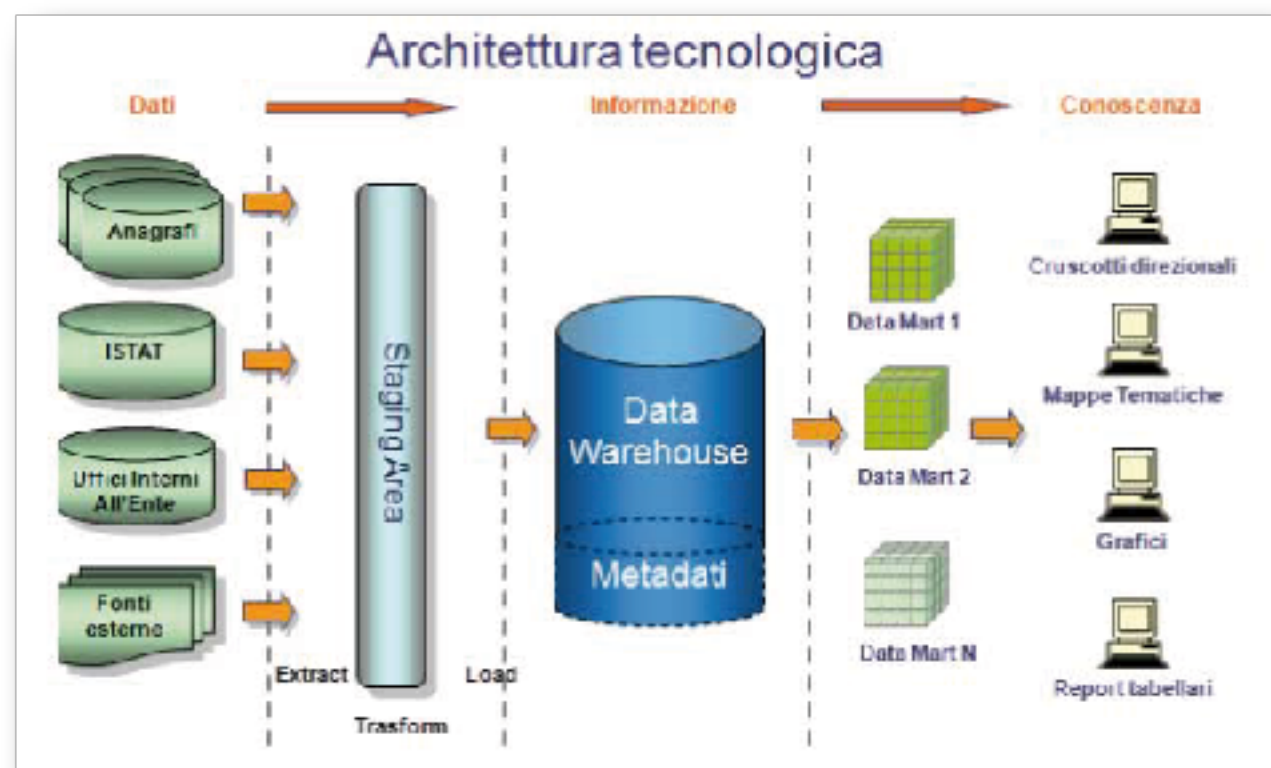 Architettura tecnologica
Dati
Informazione
Conoscenza
Anagrafi
ISTAT
Uffici Interni
All'Ente
Fonti
esterne
Staging Area
Extract
Trasform
Load
Data
Warehouse
Metadati
Data Mart 1
Data Mart 2
Data Mart N
Cruscotti direzionali
Mappe Tematiche
Grafici
Report tabellari